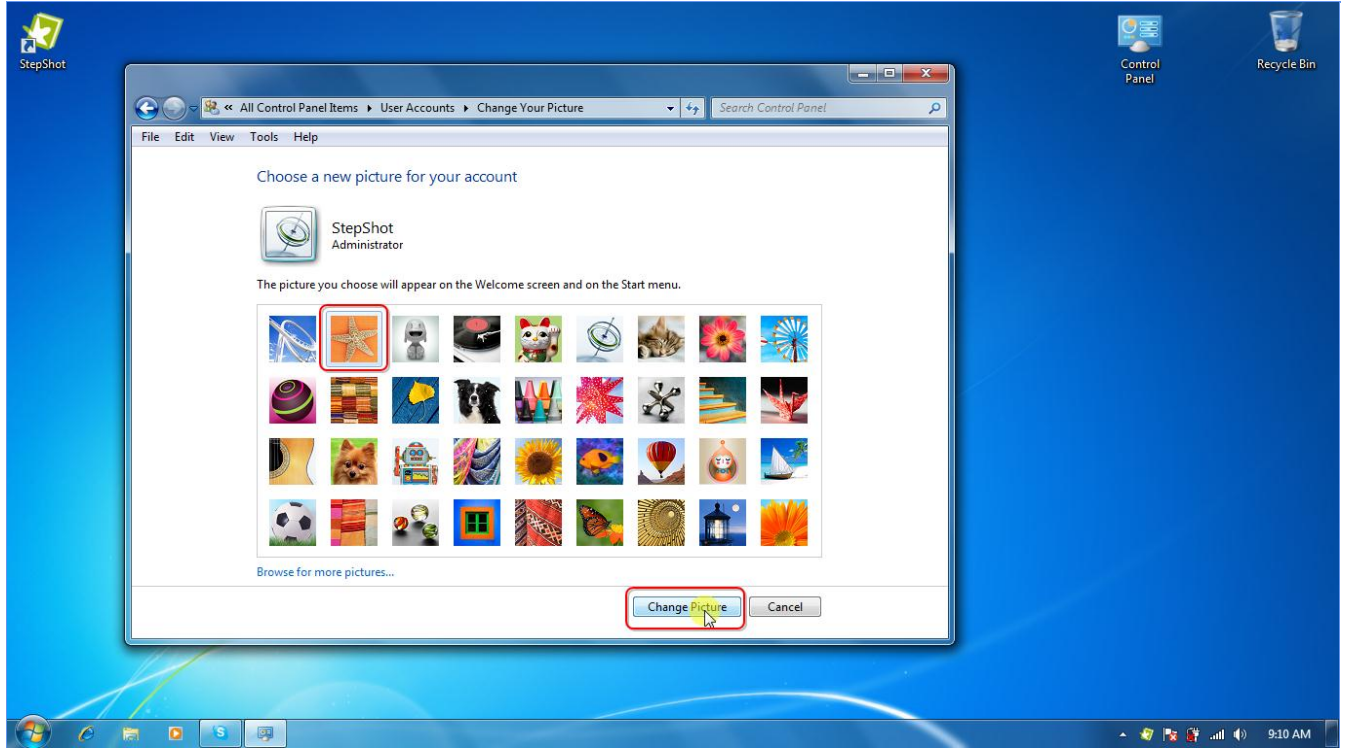 StepShot
Control
Panel
Recycle Bin
« All Control Panel Items ▸ User Accounts ▸ Change Your Picture
Search Control Panel
File Edit View Tools Help
Choose a new picture for your account
StepShot
Administrator
The picture you choose will appear on the Welcome screen and on the Start menu.
Browse for more pictures...
Change Picture
Cancel
9:10 AM